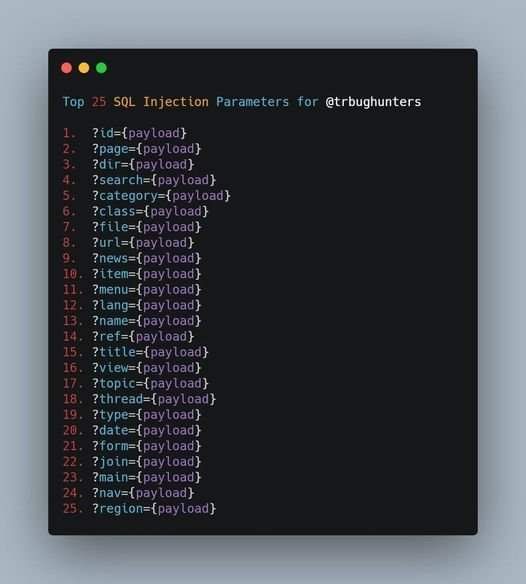 Top 25 SQL Injection Parameters for @trbughunters
1. ?id={payload}
2. ?page={payload}
3. ?dir={payload}
4. ?search={payload}
5. ?category={payload}
6. ?class={payload}
7. ?file={payload}
8. ?url={payload}
9. ?news={payload}
10. ?item={payload}
11. ?menu={payload}
12. ?lang={payload}
13. ?name={payload}
14. ?ref={payload}
15. ?title={payload}
16. ?view={payload}
17. ?topic={payload}
18. ?thread={payload}
19. ?type={payload}
20. ?date={payload}
21. ?form={payload}
22. ?join={payload}
23. ?main={payload}
24. ?nav={payload}
25. ?region={payload}